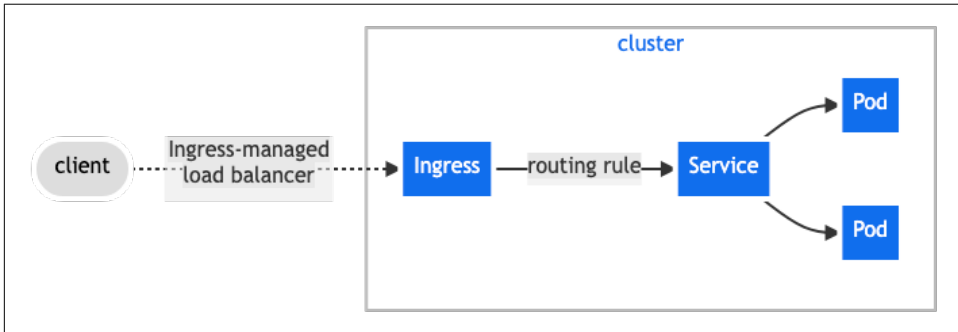 cluster
client
Ingress-managed
load balancer
Ingress
routing rule
Service
Pod
Pod